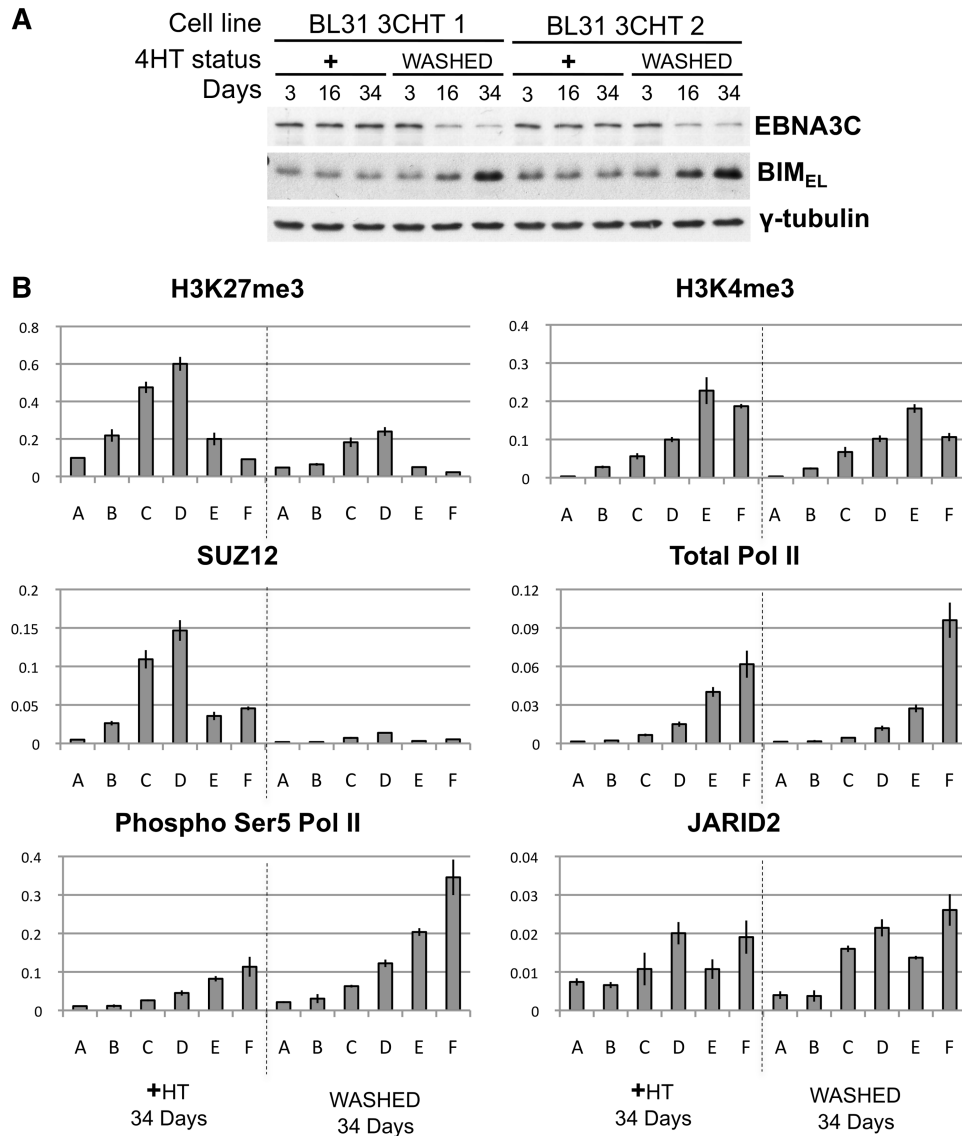 A
Cell line BL31 3CHT 1 BL31 3CHT 2
4HT status + WASHED + WASHED
Days 3 16 34 3 16 34 3 16 34 3 16 34
EBNA3C
BIMEL
γ-tubulin
B
H3K27me3
0.8
0.6
0.4
0.2
0
A B C D E F A B C D E F
H3K4me3
0.4
0.3
0.2
0.1
0
A B C D E F A B C D E F
SUZ12
0.2
0.15
0.1
0.05
0
A B C D E F A B C D E F
Total Pol II
0.12
0.09
0.06
0.03
0
A B C D E F A B C D E F
Phospho Ser5 Pol II
0.4
0.3
0.2
0.1
0
A B C D E F A B C D E F
+HT
34 Days
WASHED
34 Days
JARID2
0.04
0.03
0.02
0.01
0
A B C D E F A B C D E F
+HT
34 Days
WASHED
34 Days